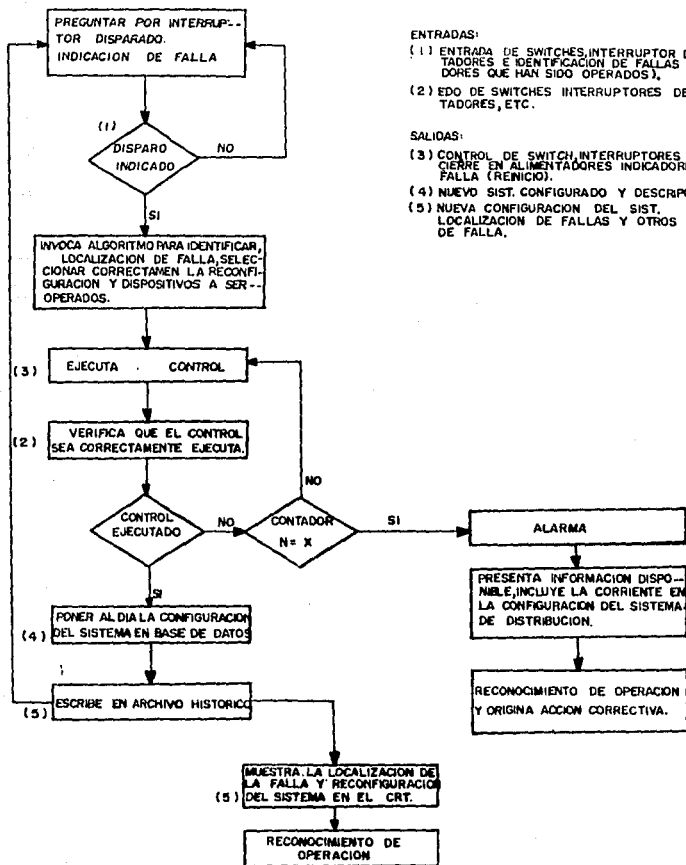 PREGUNTAR POR INTERRUP--
TOR DISPARADO.
INDICACION DE FALLA
(1)
DISPARO
INDICADO
NO
SI
INVOCA ALGORITMO PARA IDENTIFICAR,
LOCALIZACION DE FALLA, SELEC-
CIONAR CORRECTAMEN LA RECONFI-
GURACION Y DISPOSITIVOS A SER--
OPERADOS.
(3)
EJECUTA . CONTROL
(2)
VERIFICA QUE EL CONTROL
SEA CORRECTAMENTE EJECUTA.
NO
CONTROL
EJECUTADO
NO
CONTADOR
N= X
SI
ALARMA
SI
PRESENTA INFORMACION DISPO--
NIBLE, INCLUYE LA CORRIENTE EN
LA CONFIGURACION DEL SISTEMA
DE DISTRIBUCION.
PONER AL DIA LA CONFIGURACION
(4) DEL SISTEMA EN BASE DE DATOS
(5) ESCRIBE EN ARCHIVO HISTORICO
RECONOCIMIENTO DE OPERACION
Y ORIGINA ACCION CORRECTIVA.
MUESTRA LA LOCALIZACION DE
LA FALLA Y RECONFIGURACION
(5) DEL SISTEMA EN EL CRT.
RECONOCIMIENTO DE
OPERACION
ENTRADAS:
(1) ENTRADA DE SWITCHES, INTERRUPTOR D
TADORES E IDENTIFICACION DE FALLAS
DORES QUE HAN SIDO OPERADOS).
(2) EDO DE SWITCHES INTERRUPTORES DE
TADORES, ETC.
SALIDAS:
(3) CONTROL DE SWITCH, INTERRUPTORES
CIERRE EN ALIMENTADORES INDICADOR
FALLA (REINICIO).
(4) NUEVO SIST. CONFIGURADO Y DESCRIPC
(5) NUEVA CONFIGURACION DEL SIST.
LOCALIZACION DE FALLAS Y OTROS
DE FALLA.